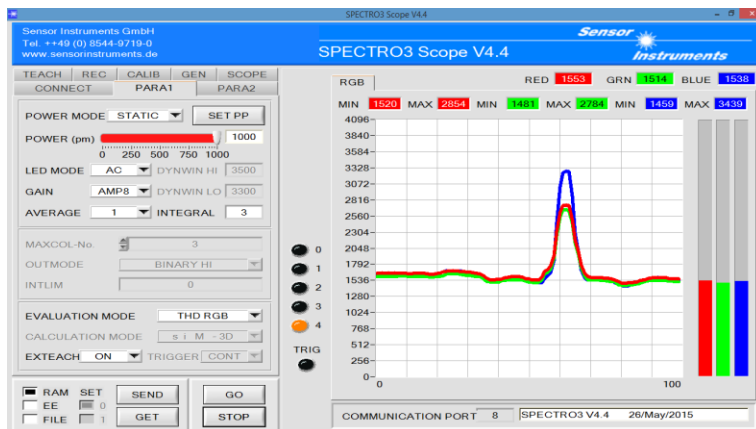 SPECTRO3 Scope V4.4
Sensor Instruments GmbH
Tel. ++49 (0) 8544-9719-0
www.sensorinstruments.de
SPECTRO3 Scope V4.4
Sensor
Instruments
TEACH REC CALIB GEN SCOPE
CONNECT PARA1 PARA2
POWER MODE STATIC SET PP
POWER (pm) 1000
0 250 500 750 1000
LED MODE AC DYNWIN HI 3500
GAIN AMP8 DYNWIN LO 3300
AVERAGE 1 INTEGRAL 3
MAXCOL-No. 3
OUTMODE BINARY HI
INTLIM 0
EVALUATION MODE THD RGB
CALCULATION MODE s i M - 3D
EXTEACH ON TRIGGER CONT
RAM SET SEND GO
EE 0
FILE 1 GET STOP
0
1
2
3
4
TRIG
RGB RED 1553 GRN 1514 BLUE 1538
MIN 1520 MAX 2854 MIN 1481 MAX 2784 MIN 1459 MAX 3439
4096
3840
3584
3328
3072
2816
2560
2304
2048
1792
1536
1280
1024
768
512
256
0
0 100
COMMUNICATION PORT 8 SPECTRO3 V4.4 26/May/2015